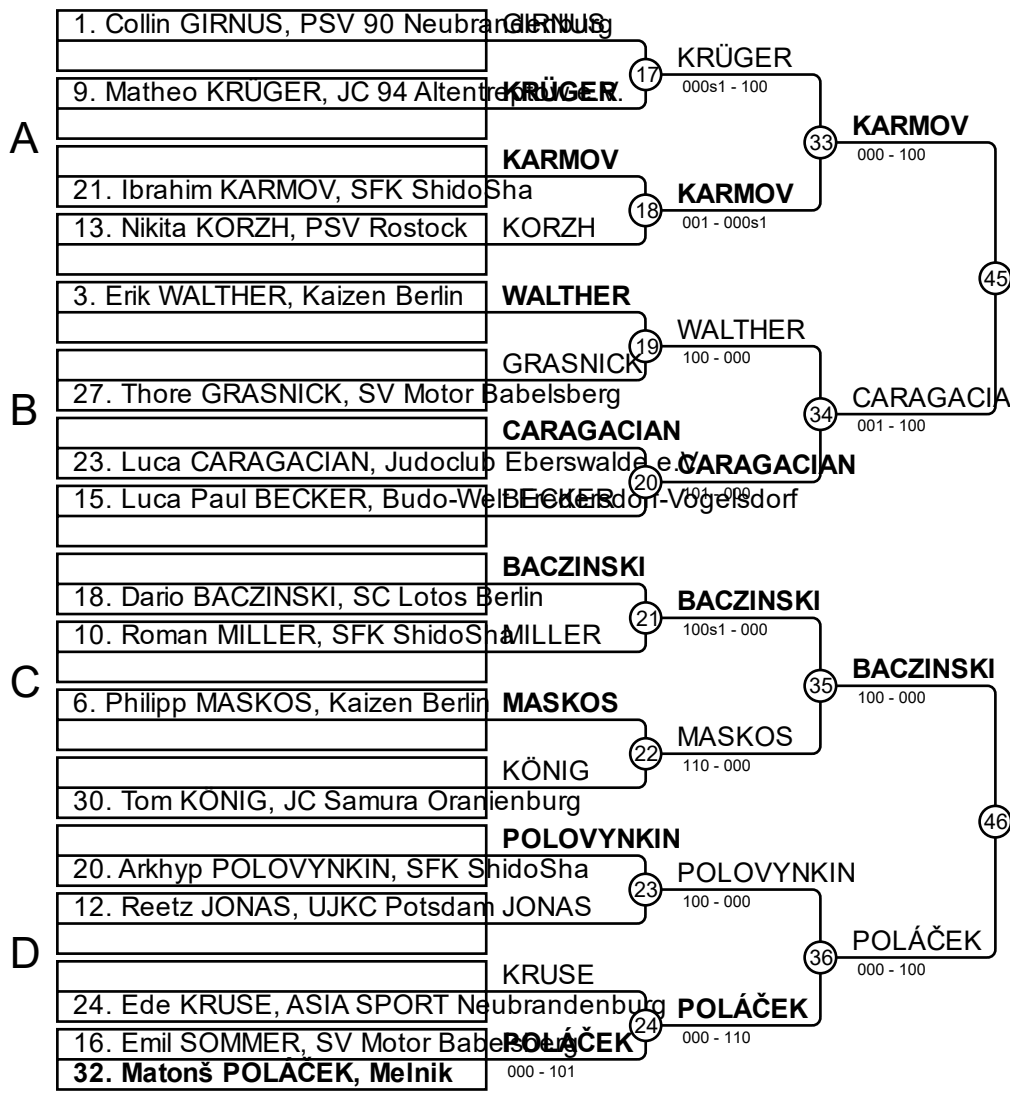 1. Collin GIRNUS, PSV 90 Neubrandenburg
GIRNUS
17
KRÜGER
000s1 - 100
9. Matheo KRÜGER, JC 94 Altentreptow e.V.
KRÜGER
A
33
KARMOV
000 - 100
KARMOV
21. Ibrahim KARMOV, SFK ShidoSha
18
KARMOV
001 - 000s1
13. Nikita KORZH, PSV Rostock
KORZH
45
3. Erik WALTHER, Kaizen Berlin
WALTHER
19
WALTHER
100 - 000
GRASNICK
27. Thore GRASNICK, SV Motor Babelsberg
B
34
CARAGACIA
001 - 100
CARAGACIAN
23. Luca CARAGACIAN, Judoclub Eberswalde e.V.
20
CARAGACIAN
101 - 000
15. Luca Paul BECKER, Budo-Welt Fredersdorf-Vogelsdorf
BECKER
BACZINSKI
18. Dario BACZINSKI, SC Lotos Berlin
21
BACZINSKI
100s1 - 000
10. Roman MILLER, SFK ShidoSha
MILLER
C
35
BACZINSKI
100 - 000
6. Philipp MASKOS, Kaizen Berlin
MASKOS
22
MASKOS
110 - 000
KÖNIG
30. Tom KÖNIG, JC Samura Oranienburg
46
POLOVYNKIN
20. Arkhyp POLOVYNKIN, SFK ShidoSha
23
POLOVYNKIN
100 - 000
12. Reetz JONAS, UJKC Potsdam
JONAS
D
36
POLÁČEK
000 - 100
KRUSE
24. Ede KRUSE, ASIA SPORT Neubrandenburg
24
POLÁČEK
000 - 110
16. Emil SOMMER, SV Motor Babelsberg
POLÁČEK
000 - 101
32. Matonš POLÁČEK, Melnik